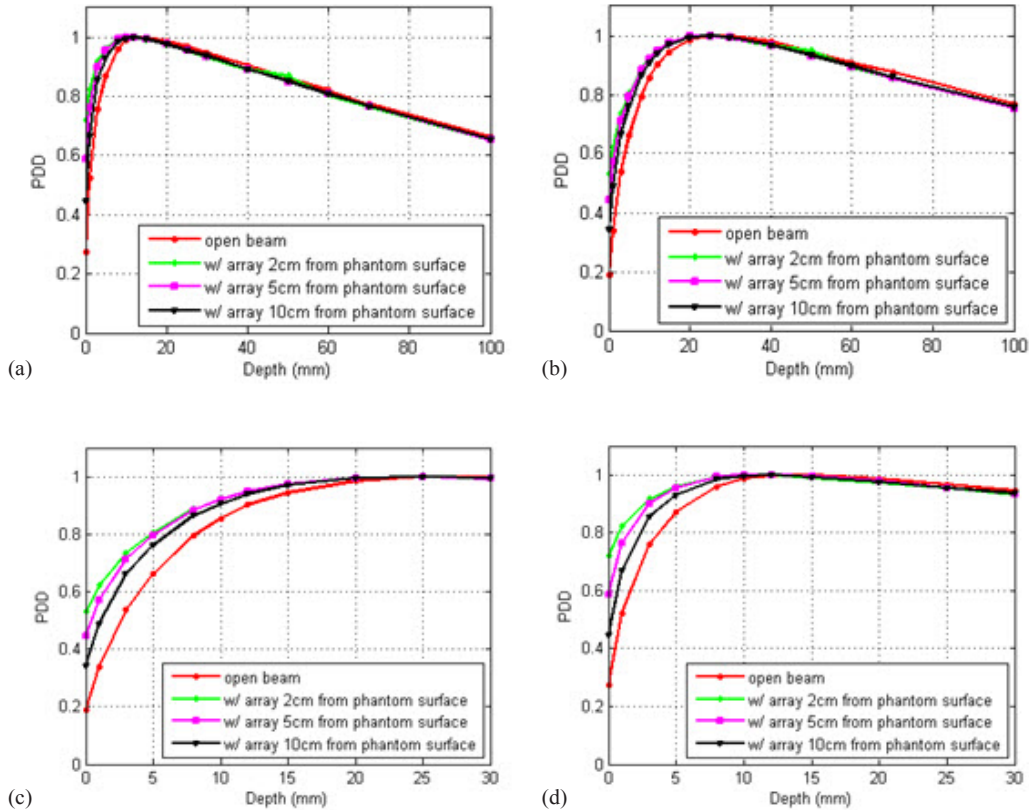 1
0.8
0.6
0.4
0.2
0
PDD
open beam
w/ array 2cm from phantom surface
w/ array 5cm from phantom surface
w/ array 10cm from phantom surface
0 20 40 60 80 100
Depth (mm)
(a)
1
0.8
0.6
0.4
0.2
0
PDD
open beam
w/ array 2cm from phantom surface
w/ array 5cm from phantom surface
w/ array 10cm from phantom surface
0 20 40 60 80 100
Depth (mm)
(b)
1
0.8
0.6
0.4
0.2
0
PDD
open beam
w/ array 2cm from phantom surface
w/ array 5cm from phantom surface
w/ array 10cm from phantom surface
0 5 10 15 20 25 30
Depth (mm)
(c)
1
0.8
0.6
0.4
0.2
0
PDD
open beam
w/ array 2cm from phantom surface
w/ array 5cm from phantom surface
w/ array 10cm from phantom surface
0 5 10 15 20 25 30
Depth (mm)
(d)